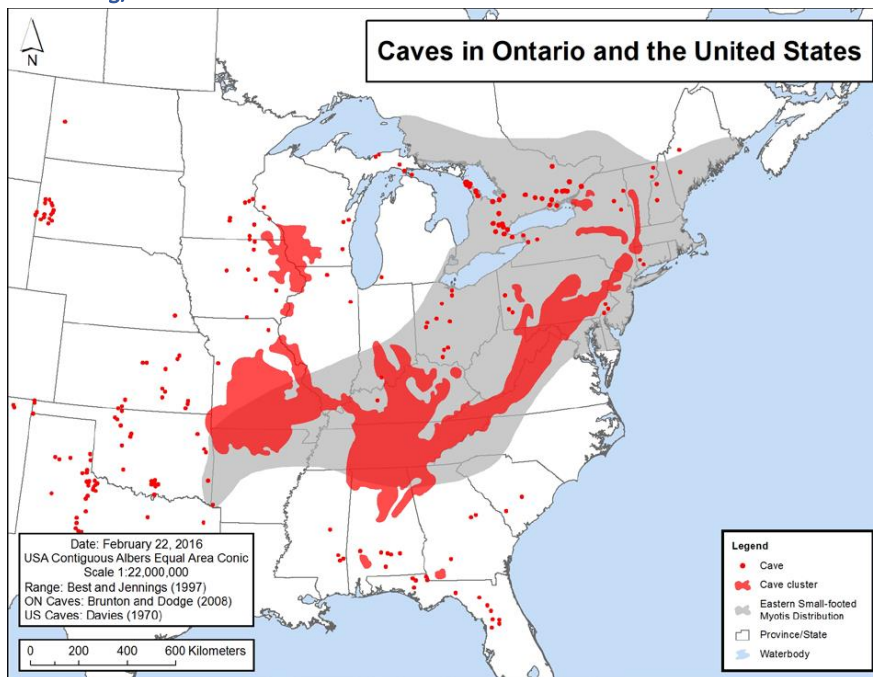 N
Caves in Ontario and the United States
Date: February 22, 2016
USA Contiguous Albers Equal Area Conic
Scale 1:22,000,000
Range: Best and Jennings (1997)
ON Caves: Brunton and Dodge (2008)
US Caves: Davies (1970)
0 100 200 400 600 Kilometers
Legend
Cave
Cave cluster
Eastern Small-footed
Myotis Distribution
Province/State
Waterbody